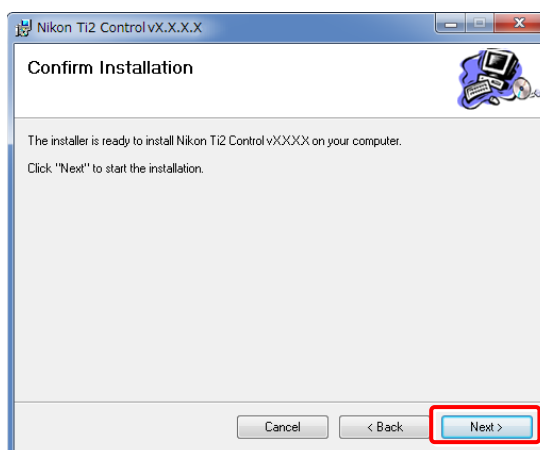 Nikon Ti2 Control vX.X.X.X
Confirm Installation
The installer is ready to install Nikon Ti2 Control vX.X.X.X on your computer.
Click "Next" to start the installation.
Cancel
< Back
Next >